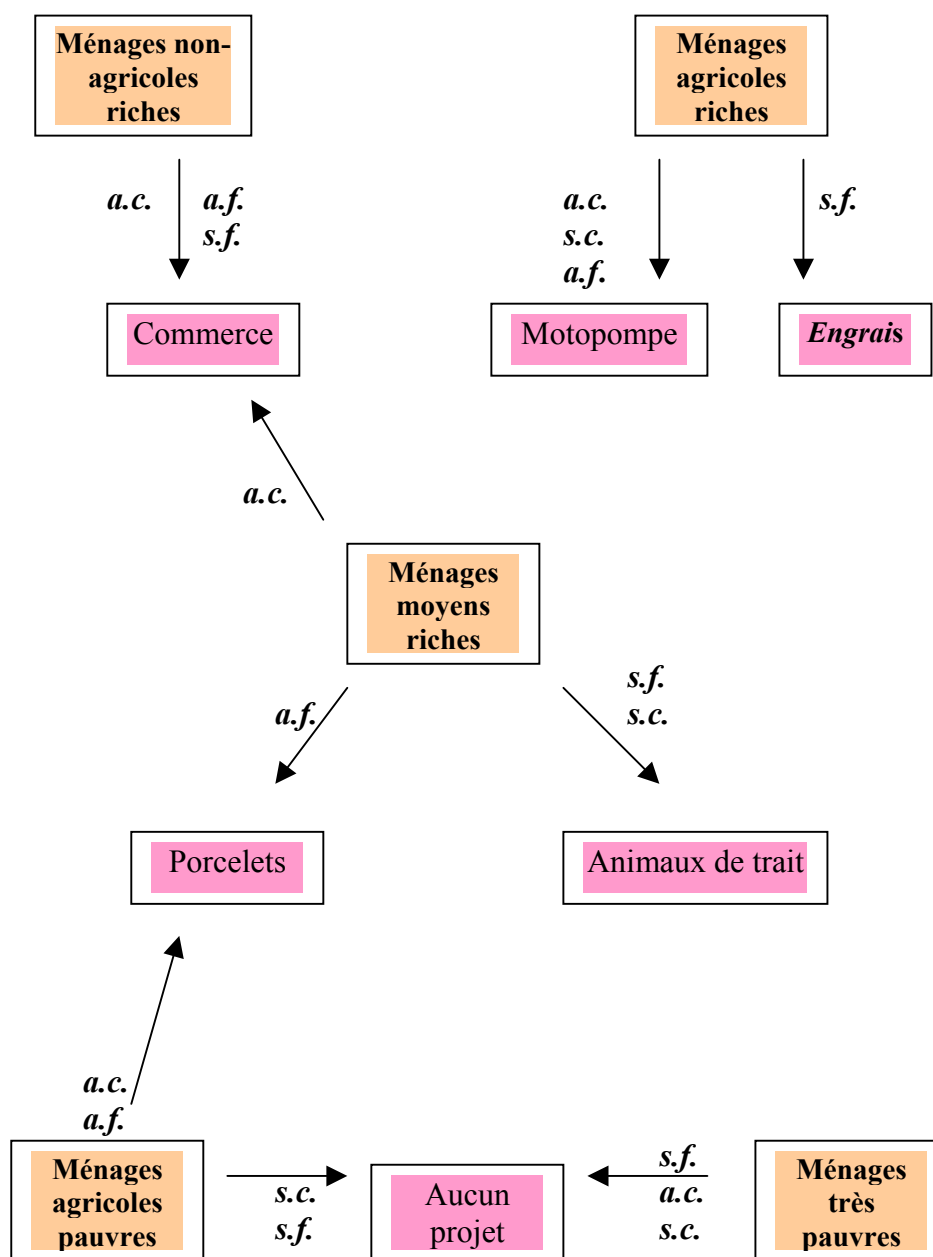 Ménages non-
agricoles
riches
Ménages
agricoles
riches
a.c.
a.f.
s.f.
a.c.
s.c.
a.f.
s.f.
Commerce
Motopompe
Engrais
a.c.
Ménages
moyens
riches
a.f.
s.f.
s.c.
Porcelets
Animaux de trait
a.c.
a.f.
Ménages
agricoles
pauvres
s.c.
s.f.
Aucun
projet
s.f.
a.c.
s.c.
Ménages
très
pauvres